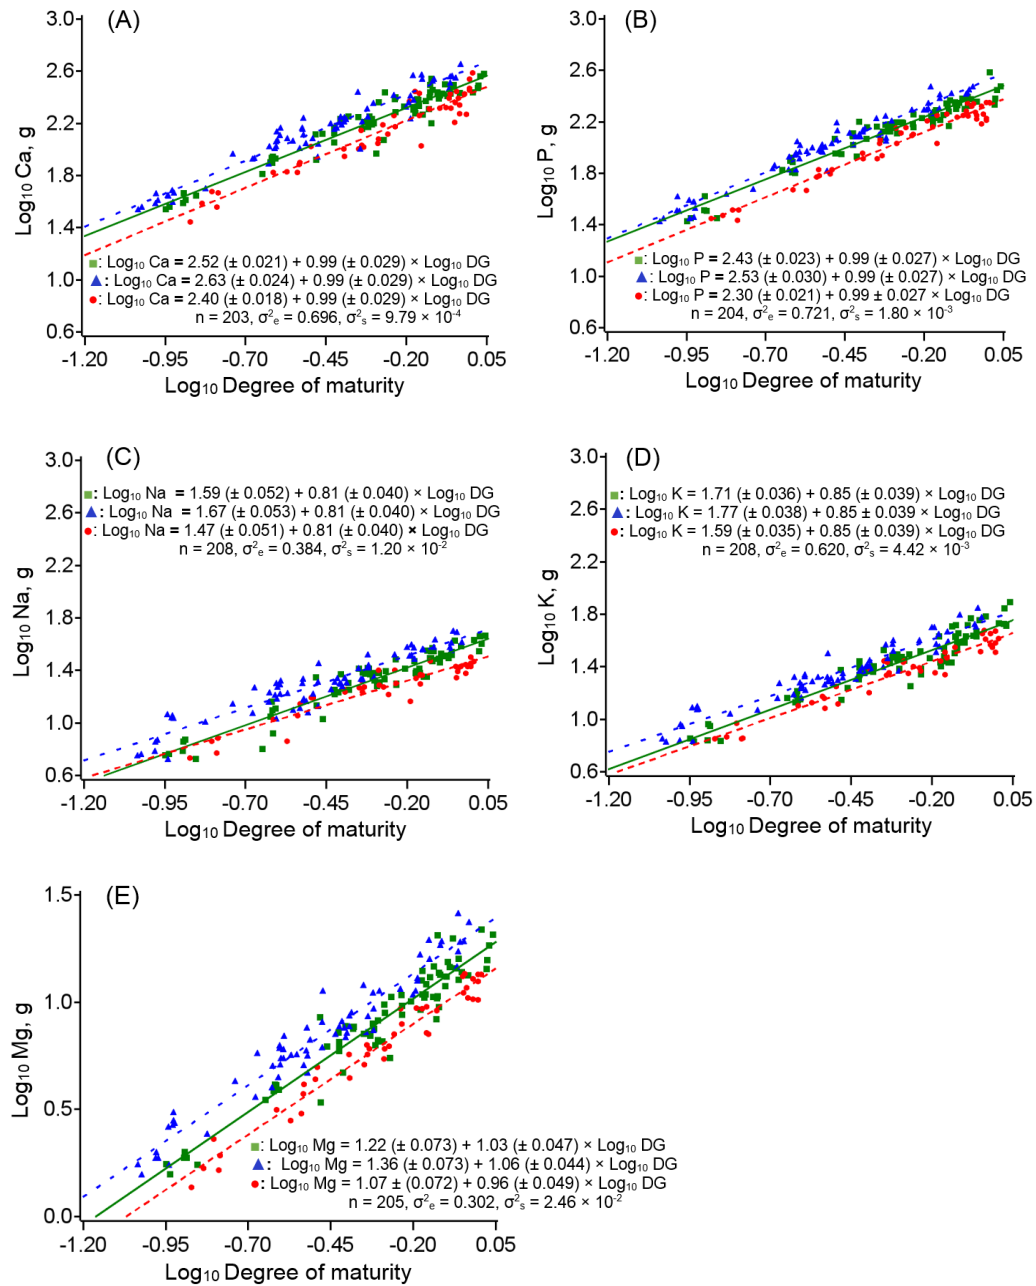 (A)
3.0
2.6
2.2
1.8
1.4
1.0
0.6
Log10 Ca, g
: Log10 Ca = 2.52 (± 0.021) + 0.99 (± 0.029) × Log10 DG
: Log10 Ca = 2.63 (± 0.024) + 0.99 (± 0.029) × Log10 DG
: Log10 Ca = 2.40 (± 0.018) + 0.99 (± 0.029) × Log10 DG
n = 203, σ²e = 0.696, σ²s = 9.79 × 10⁻⁴
-1.20 -0.95 -0.70 -0.45 -0.20 0.05
Log10 Degree of maturity
(B)
3.0
2.6
2.2
1.8
1.4
1.0
0.6
Log10 P, g
: Log10 P = 2.43 (± 0.023) + 0.99 (± 0.027) × Log10 DG
: Log10 P = 2.53 (± 0.030) + 0.99 (± 0.027) × Log10 DG
: Log10 P = 2.30 (± 0.021) + 0.99 ± 0.027 × Log10 DG
n = 204, σ²e = 0.721, σ²s = 1.80 × 10⁻³
-1.20 -0.95 -0.70 -0.45 -0.20 0.05
Log10 Degree of maturity
(C)
3.0
2.6
2.2
1.8
1.4
1.0
0.6
Log10 Na, g
: Log10 Na = 1.59 (± 0.052) + 0.81 (± 0.040) × Log10 DG
: Log10 Na = 1.67 (± 0.053) + 0.81 (± 0.040) × Log10 DG
: Log10 Na = 1.47 (± 0.051) + 0.81 (± 0.040) × Log10 DG
n = 208, σ²e = 0.384, σ²s = 1.20 × 10⁻²
-1.20 -0.95 -0.70 -0.45 -0.20 0.05
Log10 Degree of maturity
(D)
3.0
2.6
2.2
1.8
1.4
1.0
0.6
Log10 K, g
: Log10 K = 1.71 (± 0.036) + 0.85 (± 0.039) × Log10 DG
: Log10 K = 1.77 (± 0.038) + 0.85 (± 0.039 × Log10 DG
: Log10 K = 1.59 (± 0.035) + 0.85 (± 0.039) × Log10 DG
n = 208, σ²e = 0.620, σ²s = 4.42 × 10⁻³
-1.20 -0.95 -0.70 -0.45 -0.20 0.05
Log10 Degree of maturity
(E)
1.5
1.0
0.5
0.0
Log10 Mg, g
: Log10 Mg = 1.22 (± 0.073) + 1.03 (± 0.047) × Log10 DG
: Log10 Mg = 1.36 (± 0.073) + 1.06 (± 0.044) × Log10 DG
: Log10 Mg = 1.07 ± (0.072) + 0.96 (± 0.049) × Log10 DG
n = 205, σ²e = 0.302, σ²s = 2.46 × 10⁻²
-1.20 -0.95 -0.70 -0.45 -0.20 0.05
Log10 Degree of maturity